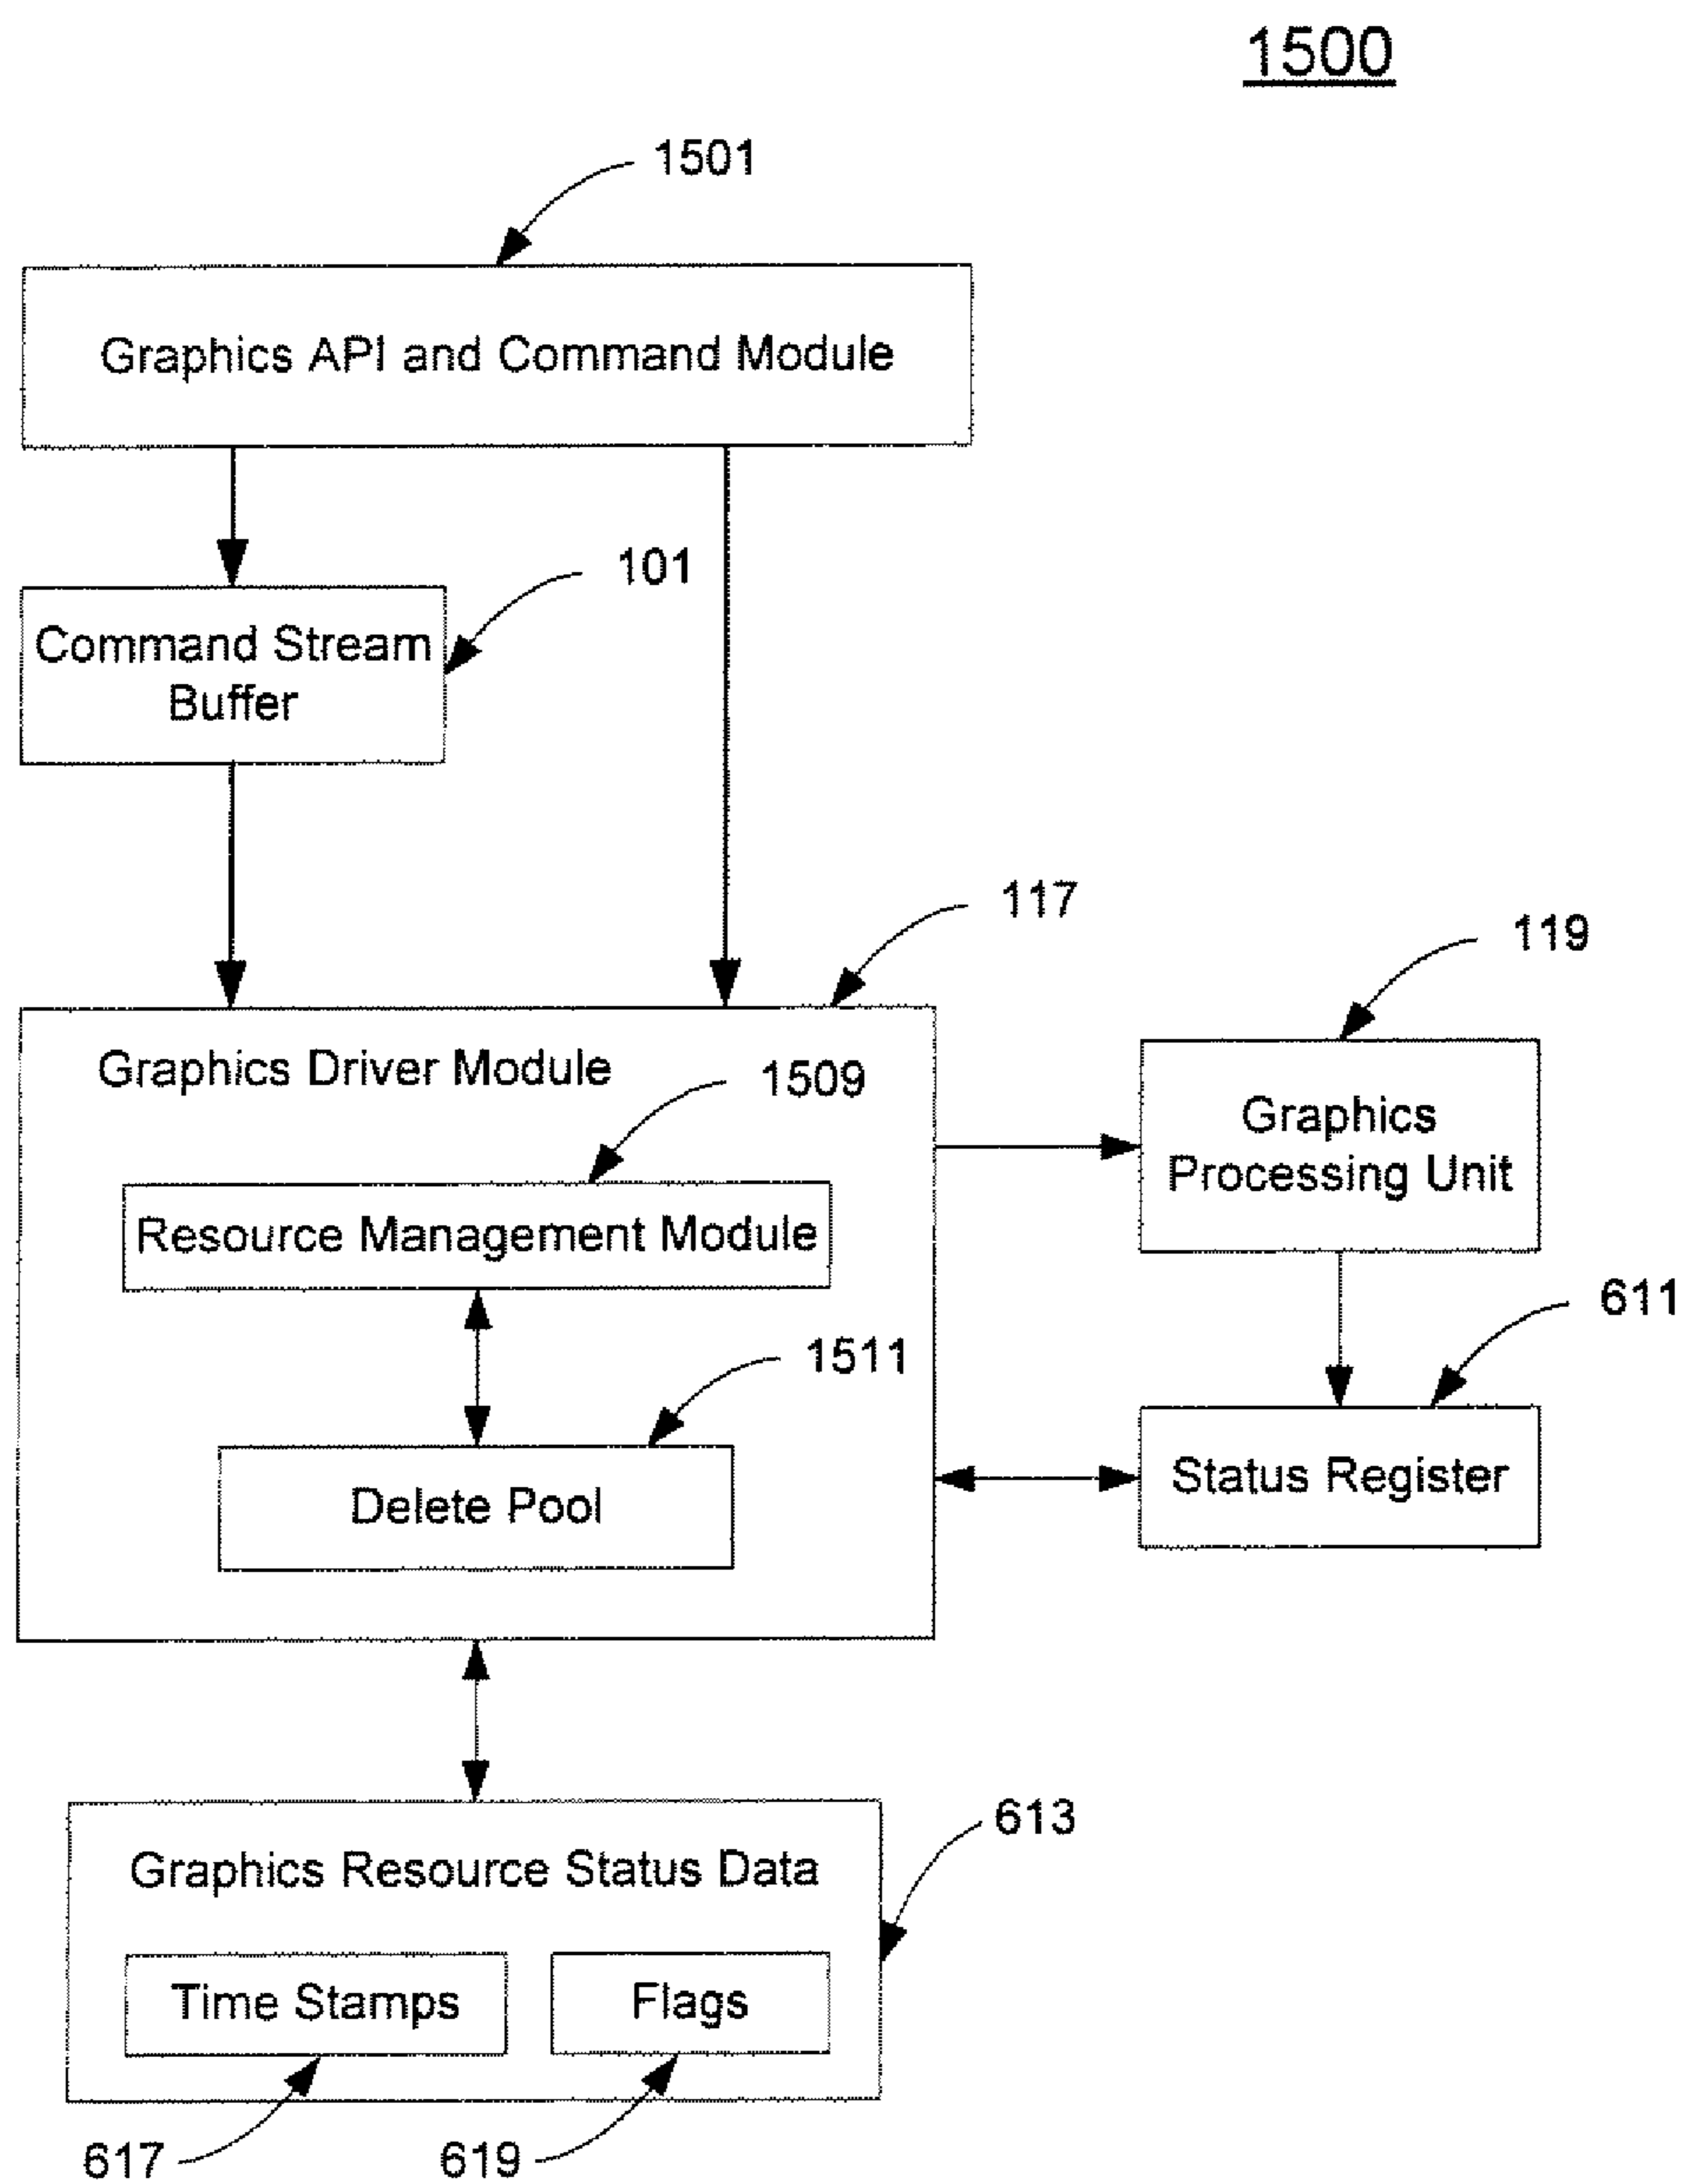 1500
1501
Graphics API and Command Module
101
Command Stream
Buffer
117
119
Graphics Driver Module
1509
Graphics
Processing Unit
Resource Management Module
611
1511
Status Register
Delete Pool
613
Graphics Resource Status Data
Time Stamps
Flags
617
619